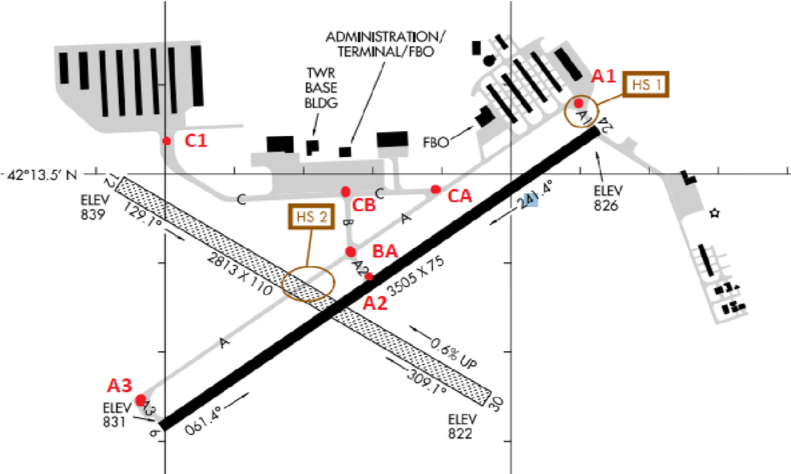 ADMINISTRATION/
TERMINAL/FBO
TWR
BASE
BLDG
A1
HS 1
A1
24
FBO
C1
42°13.5' N
C
CB
C
CA
ELEV
826
12
ELEV
839
129.1°
HS 2
B
A
241.4°
BA
A2
2813 X 110
3505 X 75
A2
A
0.6% UP
309.1°
A3
A3
ELEV
831
6
061.4°
30
ELEV
822